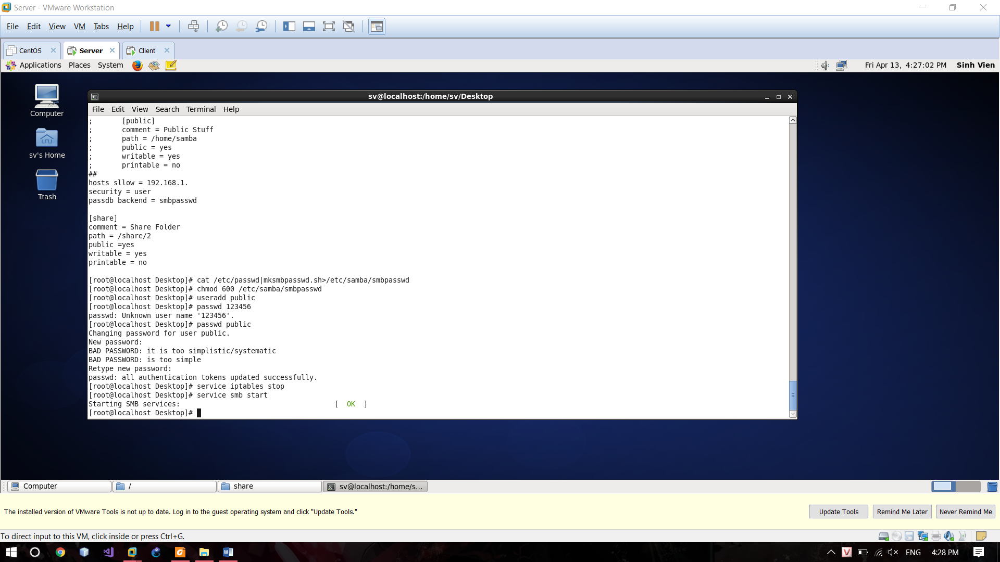 Server - VMware Workstation
File Edit View VM Tabs Help
CentOS Server Client
Applications Places System Fri Apr 13, 4:27:02 PM Sinh Vien
Computer
sv's Home
Trash
sv@localhost:/home/sv/Desktop
File Edit View Search Terminal Help
; [public]
; comment = Public Stuff
; path = /home/samba
; public = yes
; writable = yes
; printable = no
##
hosts sllow = 192.168.1.
security = user
passdb backend = smbpasswd
[share]
comment = Share Folder
path = /share/2
public =yes
writable = yes
printable = no
[root@localhost Desktop]# cat /etc/passwd|mksmbpasswd.sh>/etc/samba/smbpasswd
[root@localhost Desktop]# chmod 600 /etc/samba/smbpasswd
[root@localhost Desktop]# useradd public
[root@localhost Desktop]# passwd 123456
passwd: Unknown user name '123456'.
[root@localhost Desktop]# passwd public
Changing password for user public.
New password:
BAD PASSWORD: it is too simplistic/systematic
BAD PASSWORD: is too simple
Retype new password:
passwd: all authentication tokens updated successfully.
[root@localhost Desktop]# service iptables stop
[root@localhost Desktop]# service smb start
Starting SMB services: [ OK ]
[root@localhost Desktop]#
Computer / share sv@localhost:/home/s...
The installed version of VMware Tools is not up to date. Log in to the guest operating system and click "Update Tools." Update Tools Remind Me Later Never Remind Me
To direct input to this VM, click inside or press Ctrl+G.
ENG 4:28 PM